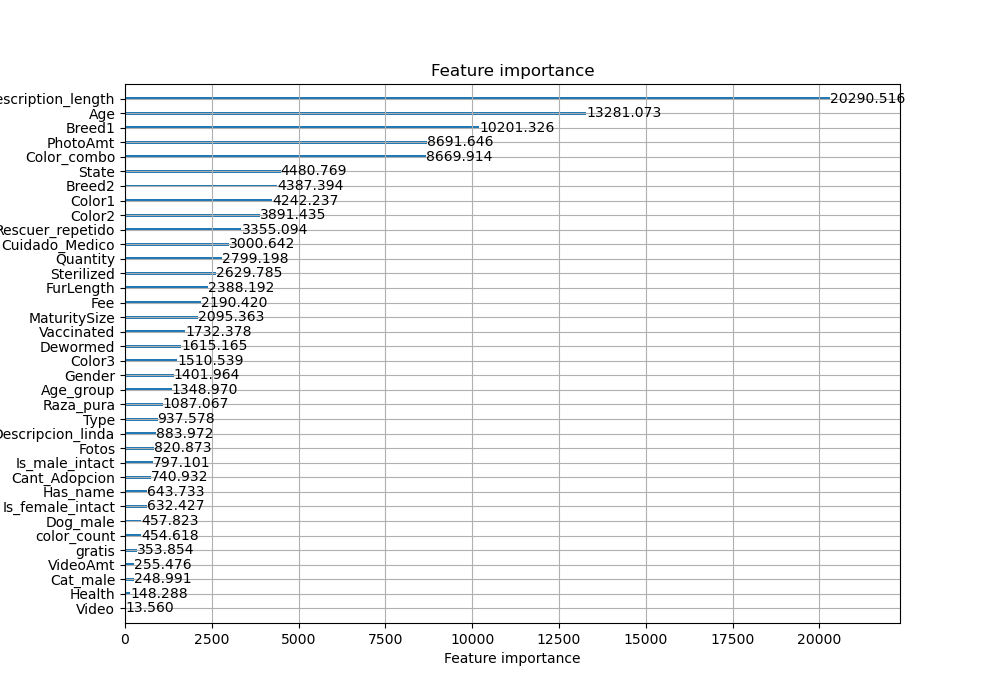 Feature importance
escription_length 20290.516
Age 13281.073
Breed1 10201.326
PhotoAmt 8691.646
Color_combo 8669.914
State 4480.769
Breed2 4387.394
Color1 4242.237
Color2 3891.435
Rescuer_repetido 3355.094
Cuidado_Medico 3000.642
Quantity 2799.198
Sterilized 2629.785
FurLength 2388.192
Fee 2190.420
MaturitySize 2095.363
Vaccinated 1732.378
Dewormed 1615.165
Color3 1510.539
Gender 1401.964
Age_group 1348.970
Raza_pura 1087.067
Type 937.578
Descripcion_linda 883.972
Fotos 820.873
Is_male_intact 797.101
Cant_Adopcion 740.932
Has_name 643.733
Is_female_intact 632.427
Dog_male 457.823
color_count 454.618
gratis 353.854
VideoAmt 255.476
Cat_male 248.991
Health 148.288
Video 13.560
0 2500 5000 7500 10000 12500 15000 17500 20000
Feature importance